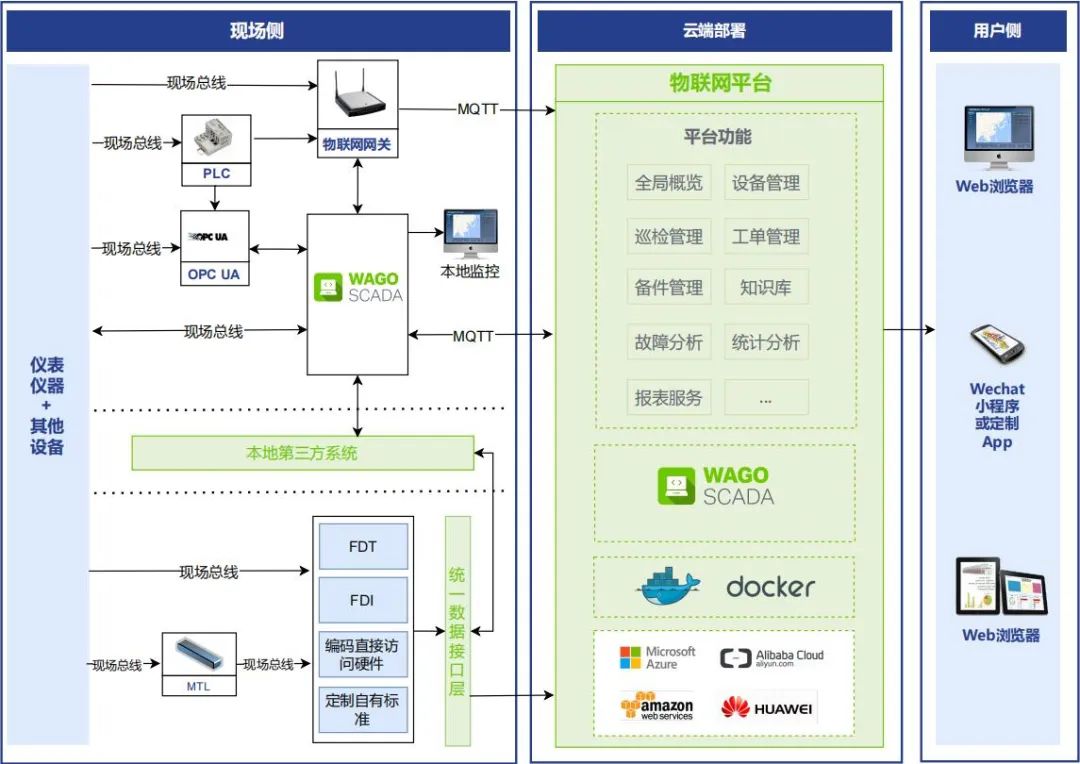 现场侧
云端部署
用户侧
仪表
仪器
+
其他
设备
现场总线
物联网网关
MQTT
现场总线
PLC
现场总线
OPC UA
OPC UA
WAGO
SCADA
本地监控
现场总线
MQTT
本地第三方系统
现场总线
FDT
FDI
编码直接访
问硬件
定制自有标
准
现场总线
MTL
现场总线
统一数据接口层
物联网平台
平台功能
全局概览
设备管理
巡检管理
工单管理
备件管理
知识库
故障分析
统计分析
报表服务
...
WAGO
SCADA
docker
Microsoft
Azure
Alibaba Cloud
aliyun.com
amazon
web services
HUAWEI
Web浏览器
Wechat
小程序
或定制
App
Web浏览器